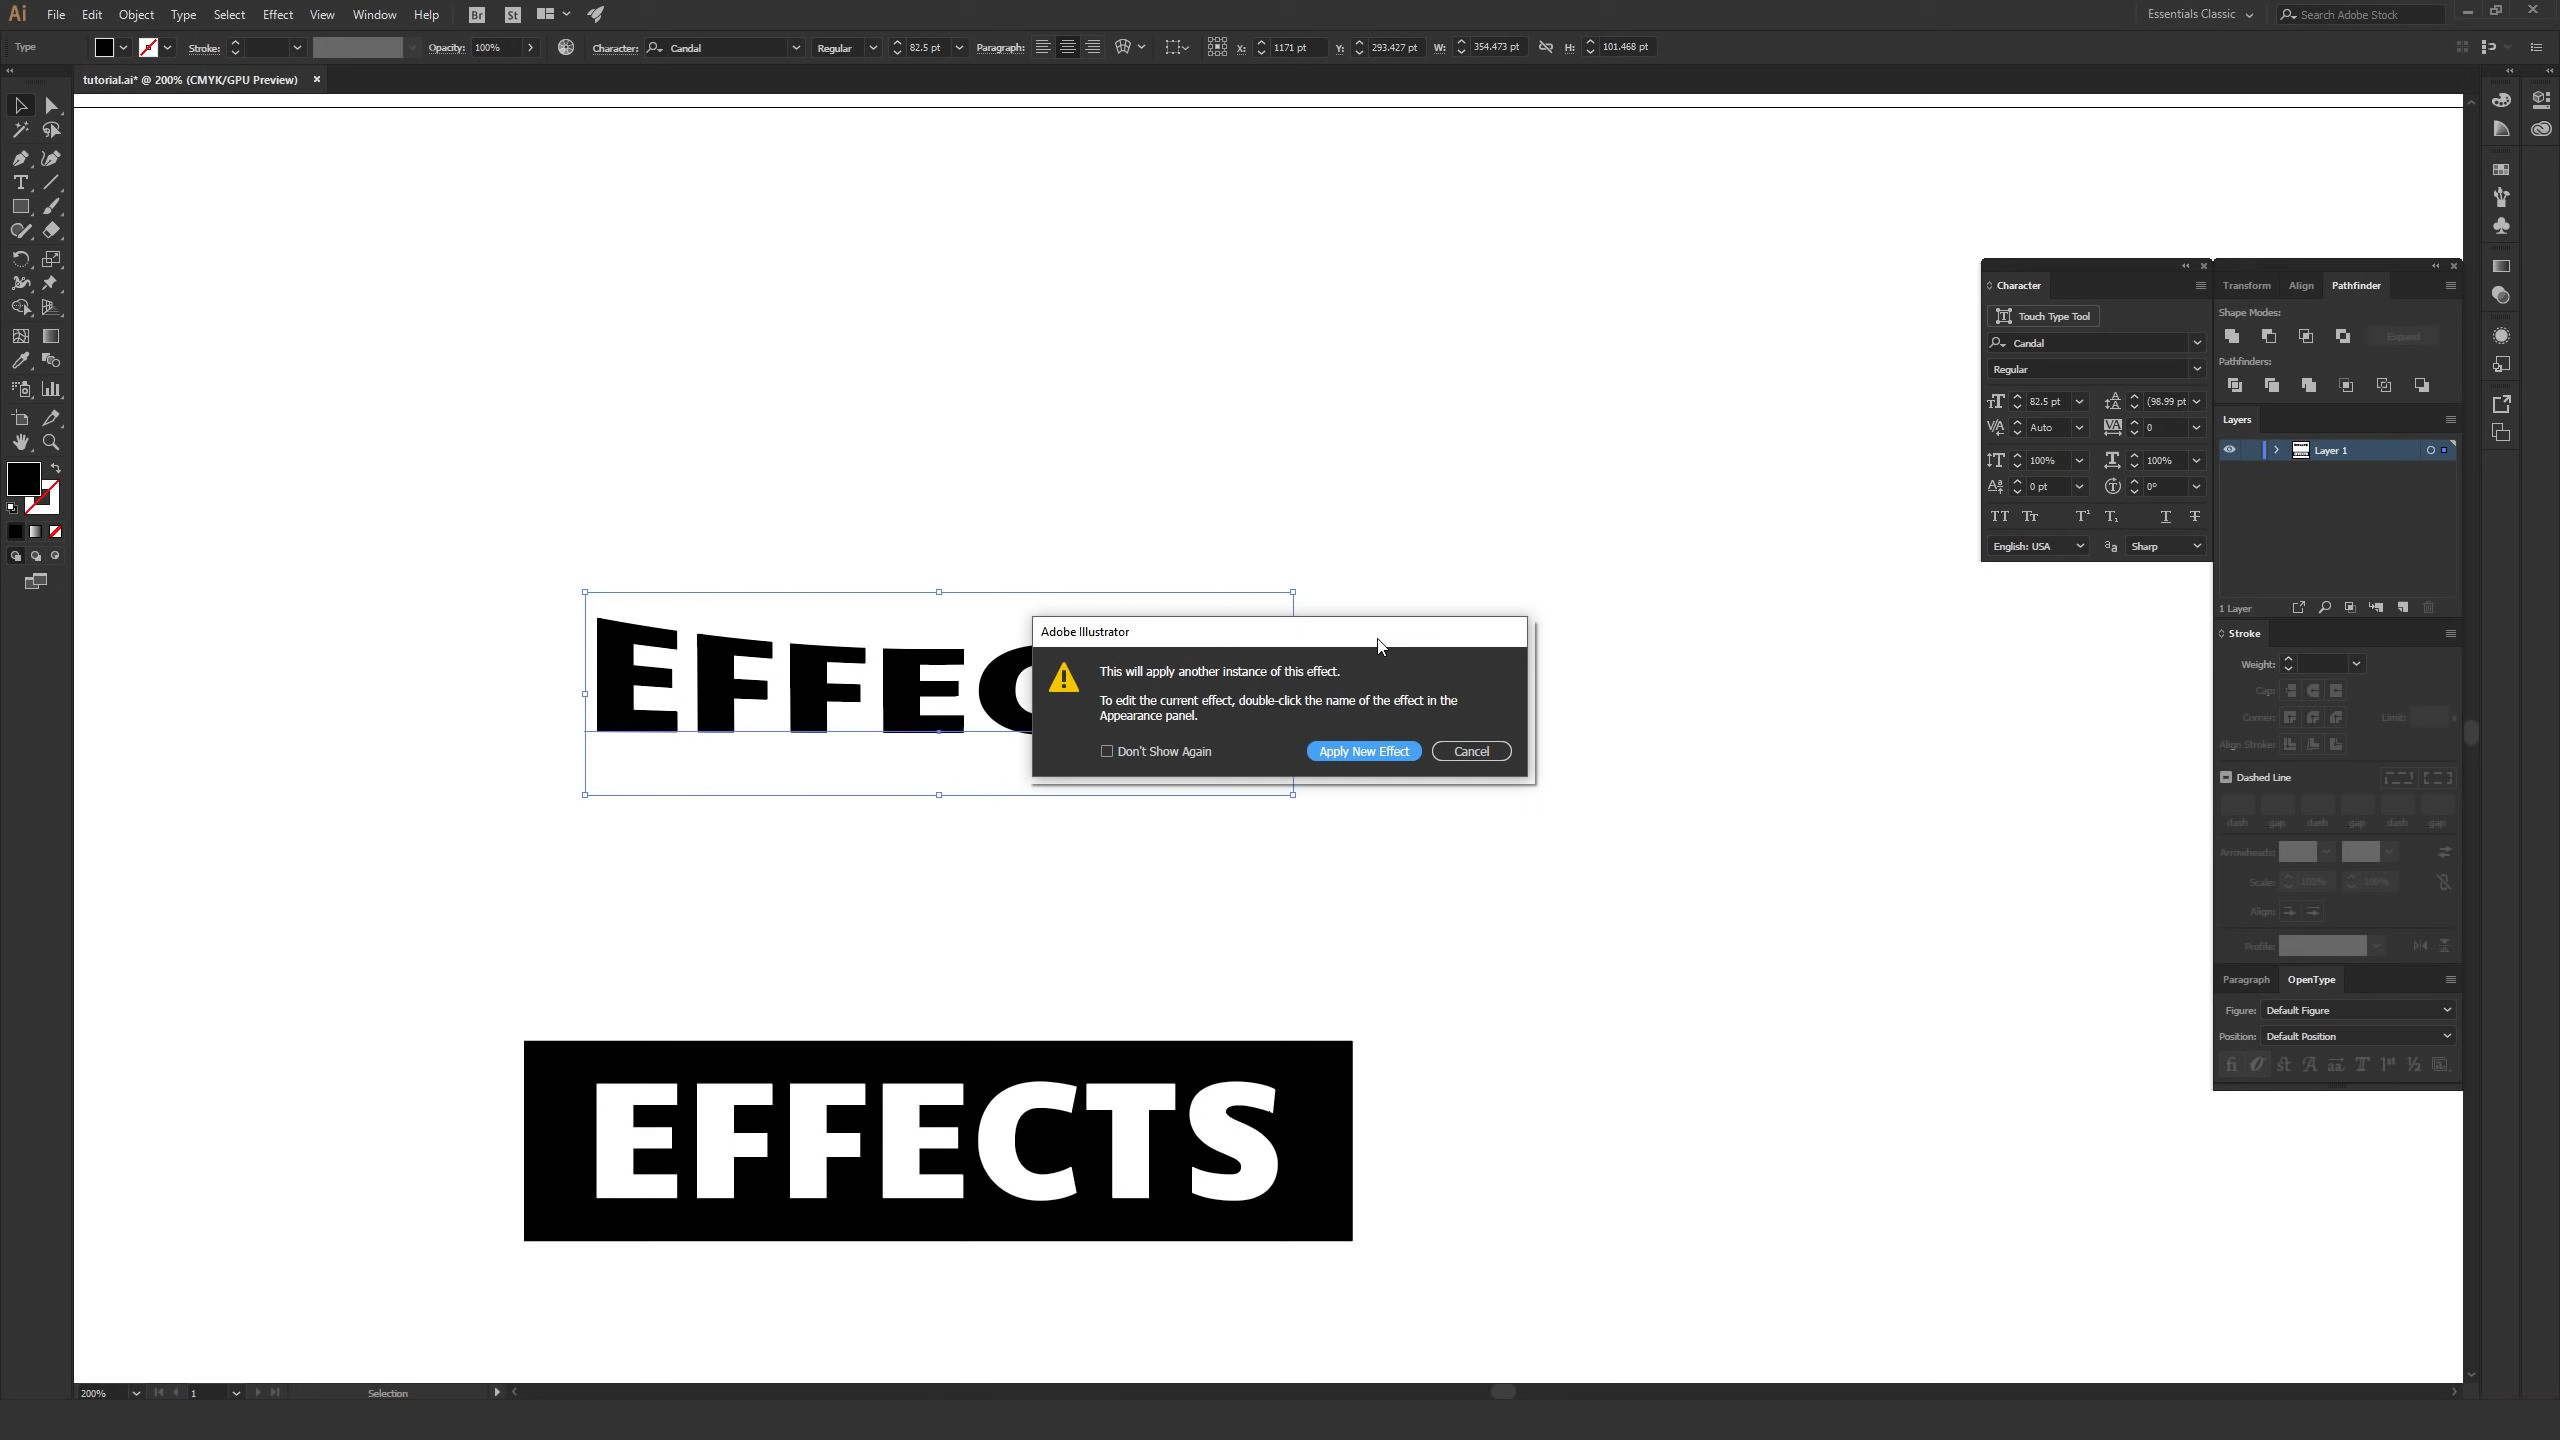 Ai File Edit Object Type Select Effect View Window Help Br St Essentials Classic Search Adobe Stock
Type Stroke: Opacity: 100% Character: Candal Regular 82.5 pt Paragraph: X: 1171 pt Y: 293.427 pt W: 354.473 pt H: 101.468 pt
tutorial.ai* @ 200% (CMYK/GPU Preview)
Character
Touch Type Tool
Candal
Regular
82.5 pt (98.99 pt
Auto 0
100% 100%
0 pt 0°
English: USA Sharp
Transform Align Pathfinder
Shape Modes:
Expand
Pathfinders:
Layers
Layer 1
1 Layer
Stroke
Weight:
Cap:
Corner: Limit:
Align Stroke:
Dashed Line
dash gap dash gap dash gap
Arrowheads:
Scale: 100% 100%
Align:
Profile:
Paragraph OpenType
Figure: Default Figure
Position: Default Position
EFFEC
Adobe Illustrator
This will apply another instance of this effect.
To edit the current effect, double-click the name of the effect in the
Appearance panel.
Don't Show Again Apply New Effect Cancel
EFFECTS
200% 1 Selection